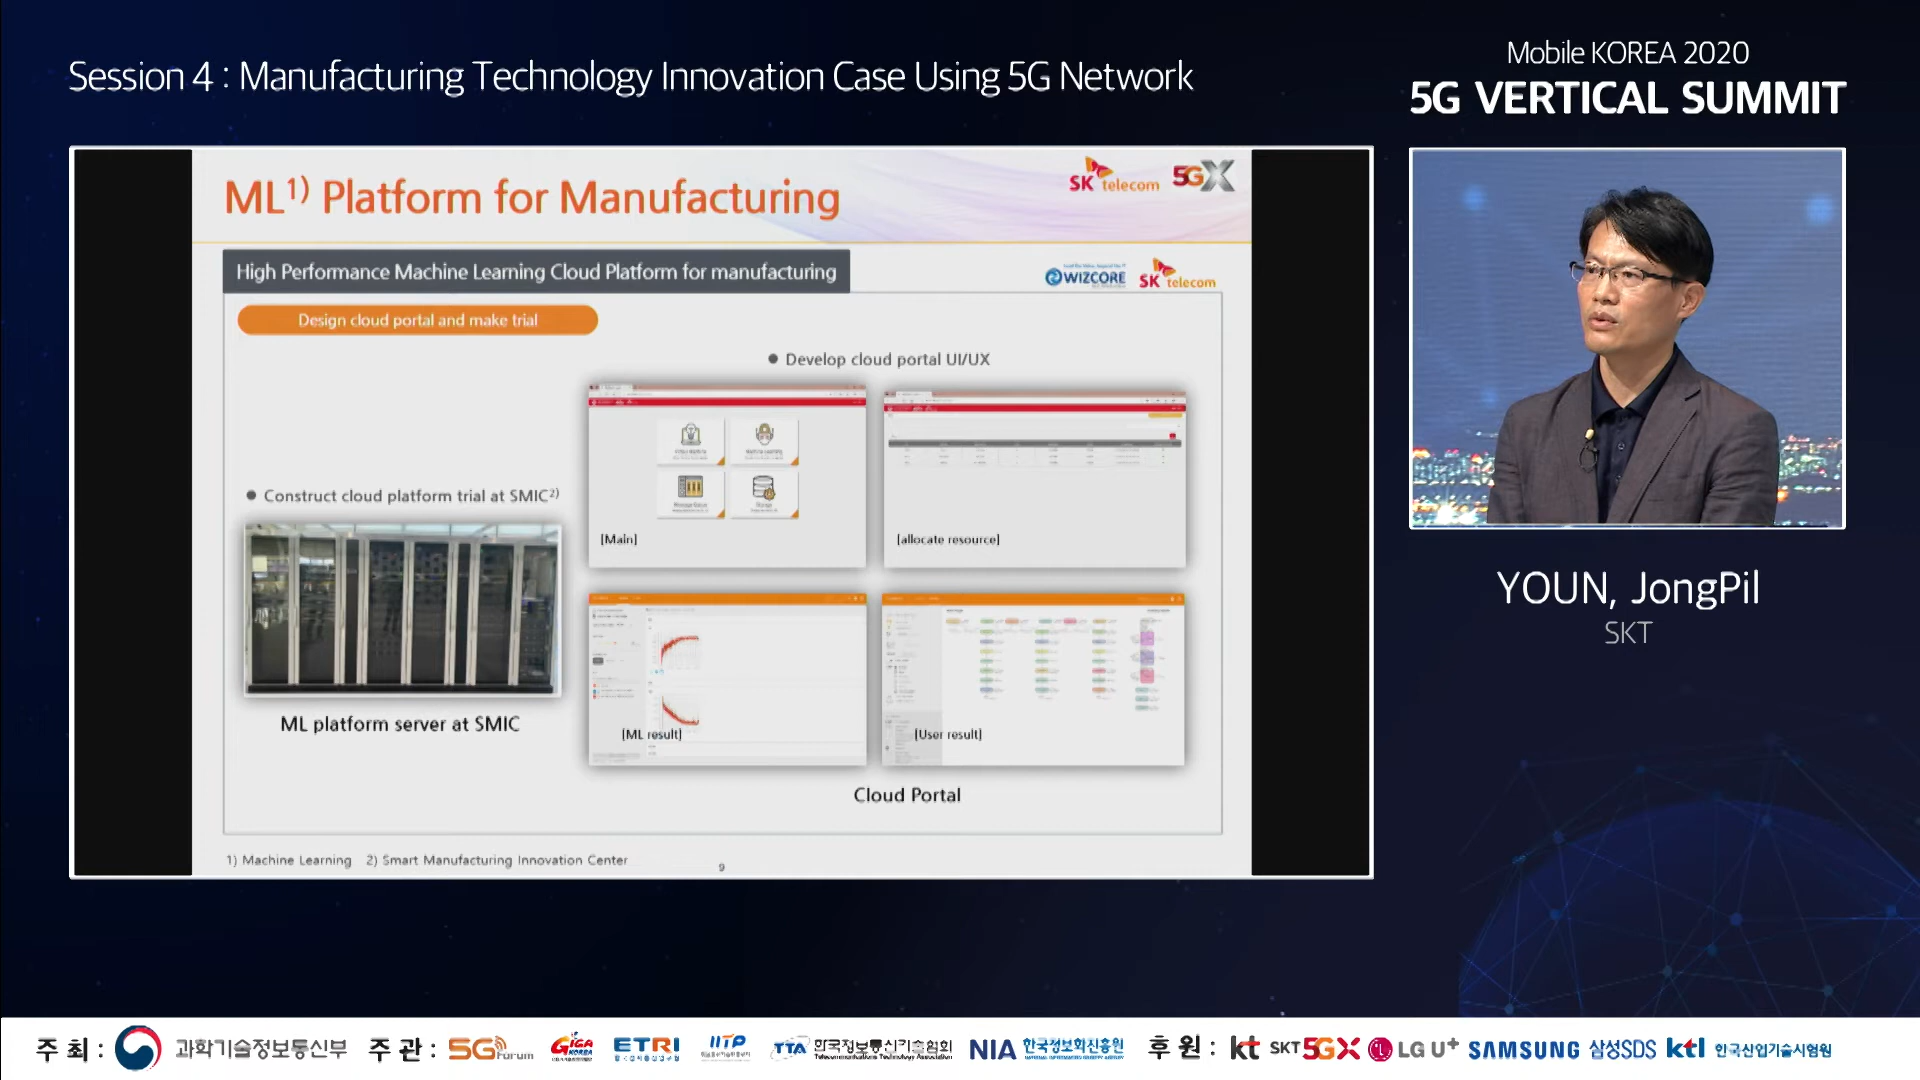 Session 4 : Manufacturing Technology Innovation Case Using 5G Network
Mobile KOREA 2020
5G VERTICAL SUMMIT
ML1) Platform for Manufacturing
SK telecom
5GX
High Performance Machine Learning Cloud Platform for manufacturing
WIZCORE
SK telecom
Design cloud portal and make trial
● Develop cloud portal UI/UX
● Construct cloud platform trial at SMIC2)
[Main]
[allocate resource]
[ML result]
[User result]
ML platform server at SMIC
Cloud Portal
1) Machine Learning 2) Smart Manufacturing Innovation Center
9
YOUN, JongPil
SKT
주 최 : 과학기술정보통신부 주 관 : 5G Forum GIGA KOREA ETRI IITP TTA 한국정보통신기술협회 Telecommunications Technology Association NIA 한국정보화진흥원 후 원 : kt SKT 5GX LG U+ SAMSUNG 삼성SDS ktl 한국산업기술시험원